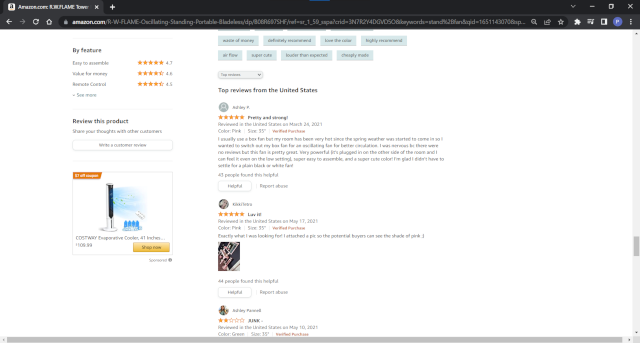 Amazon.com: R.W.FLAME Tower
amazon.com/R-W-FLAME-Oscillating-Standing-Portable-Bladeless/dp/B08R697SHF/ref=sr_1_59_sspa?crid=3N7R2Y4DGVD5O&keywords=stand%2Bfan&qid=1651143070&sp...
waste of money
definitely recommend
love the color
highly recommend
air flow
super cute
louder than expected
cheaply made
By feature
Easy to assemble 4.7
Value for money 4.6
Remote Control 4.5
See more
Review this product
Share your thoughts with other customers
Write a customer review
$7 off coupon
COSTWAY Evaporative Cooler, 41 Inches...
$109.99
Shop now
Sponsored
Top reviews
Top reviews from the United States
Ashley P.
Pretty and strong!
Reviewed in the United States on March 26, 2021
Color: Pink Size: 35" Verified Purchase
I usually use a box fan but my room has been very hot since the spring weather was started to come in so I
wanted to switch out my box fan for an oscillating fan for better circulation. I was nervous bc there were
no reviews but this fan is pretty great. Very powerful (it's plugged in on the other side of the room and I
can feel it even on the low setting), super easy to assemble, and a super cute color! I'm glad I didn't have to
settle for a plain black or white fan!
43 people found this helpful
Helpful
Report abuse
Luv it!
Reviewed in the United States on May 17, 2021
Color: Pink Size: 35" Verified Purchase
Exactly what I was looking for! I attached a pic so the potential buyers can see the shade of pink ;)
44 people found this helpful
Helpful
Report abuse
Ashley Punnell
JUNK -
Reviewed in the United States on May 10, 2021
Color: Green Size: 35" Verified Purchase